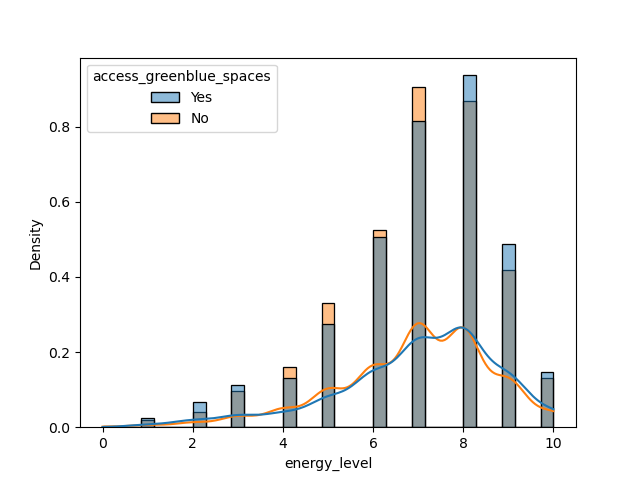 access_greenblue_spaces
Yes
No
Density
0.8
0.6
0.4
0.2
0.0
0 2 4 6 8 10
energy_level